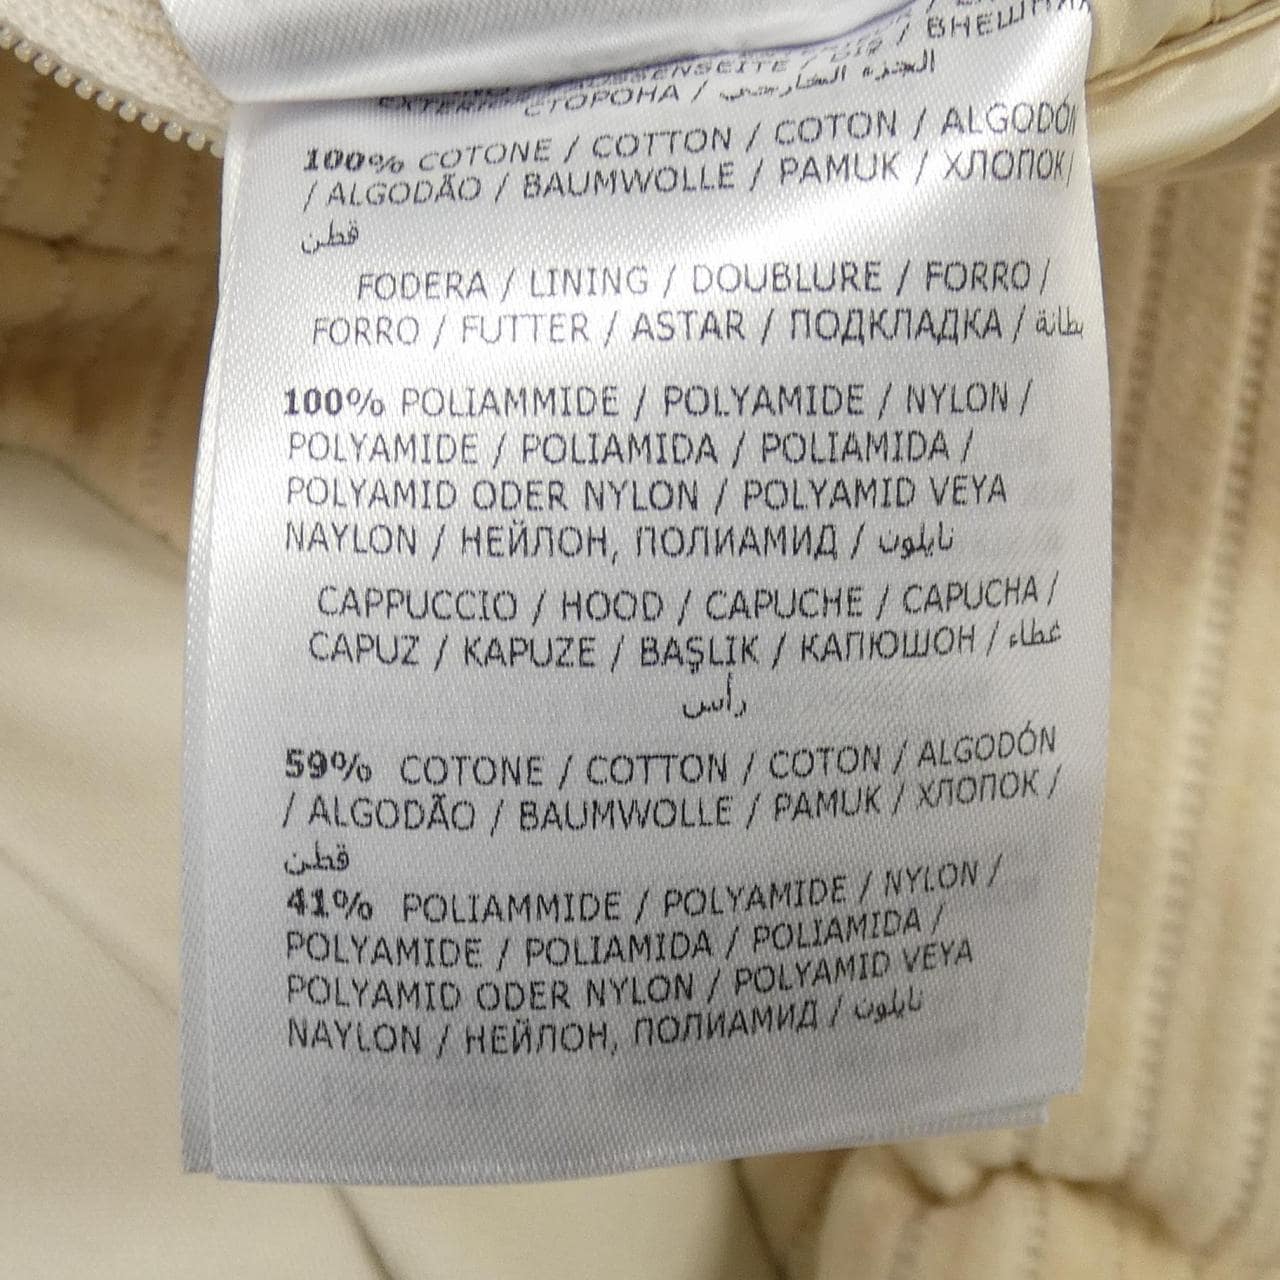 / ВНЕШНЯЯ
СТОРОНА / الجزء الخارجي
100% COTONE / COTTON / COTON / ALGODÓN
/ ALGODÃO / BAUMWOLLE / PAMUK / ХЛОПОК/
قطن
FODERA / LINING / DOUBLURE / FORRO /
FORRO / FUTTER / ASTAR / ПОДКЛАДКА / بطانة
100% POLIAMMIDE / POLYAMIDE / NYLON /
POLYAMIDE / POLIAMIDA / POLIAMIDA /
POLYAMID ODER NYLON / POLYAMID VEYA
NAYLON / НЕЙЛОН, ПОЛИАМИД / نايلون
CAPPUCCIO / HOOD / CAPUCHE / CAPUCHA /
CAPUZ / KAPUZE / BAŞLIK / КАПЮШОН / غطاء
رأس
59% COTONE / COTTON / COTON / ALGODÓN
/ ALGODÃO / BAUMWOLLE / PAMUK / ХЛОПОК /
قطن
41% POLIAMMIDE / POLYAMIDE / NYLON /
POLYAMIDE / POLIAMIDA / POLIAMIDA /
POLYAMID ODER NYLON / POLYAMID VEYA
NAYLON / НЕЙЛОН, ПОЛИАМИД / نايلون